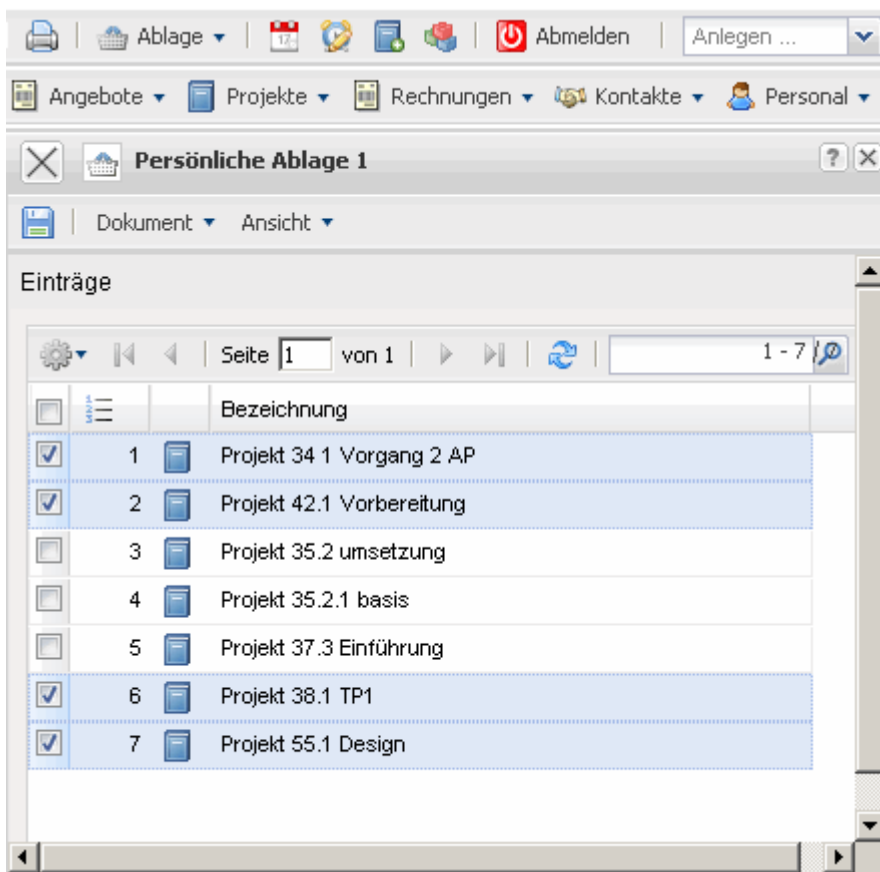 Ablage Abmelden Anlegen ...
Angebote Projekte Rechnungen Kontakte Personal
Persönliche Ablage 1 ?
Dokument Ansicht
Einträge
Seite 1 von 1 1 - 7 /
Bezeichnung
1 Projekt 34 1 Vorgang 2 AP
2 Projekt 42.1 Vorbereitung
3 Projekt 35.2 umsetzung
4 Projekt 35.2.1 basis
5 Projekt 37.3 Einführung
6 Projekt 38.1 TP1
7 Projekt 55.1 Design